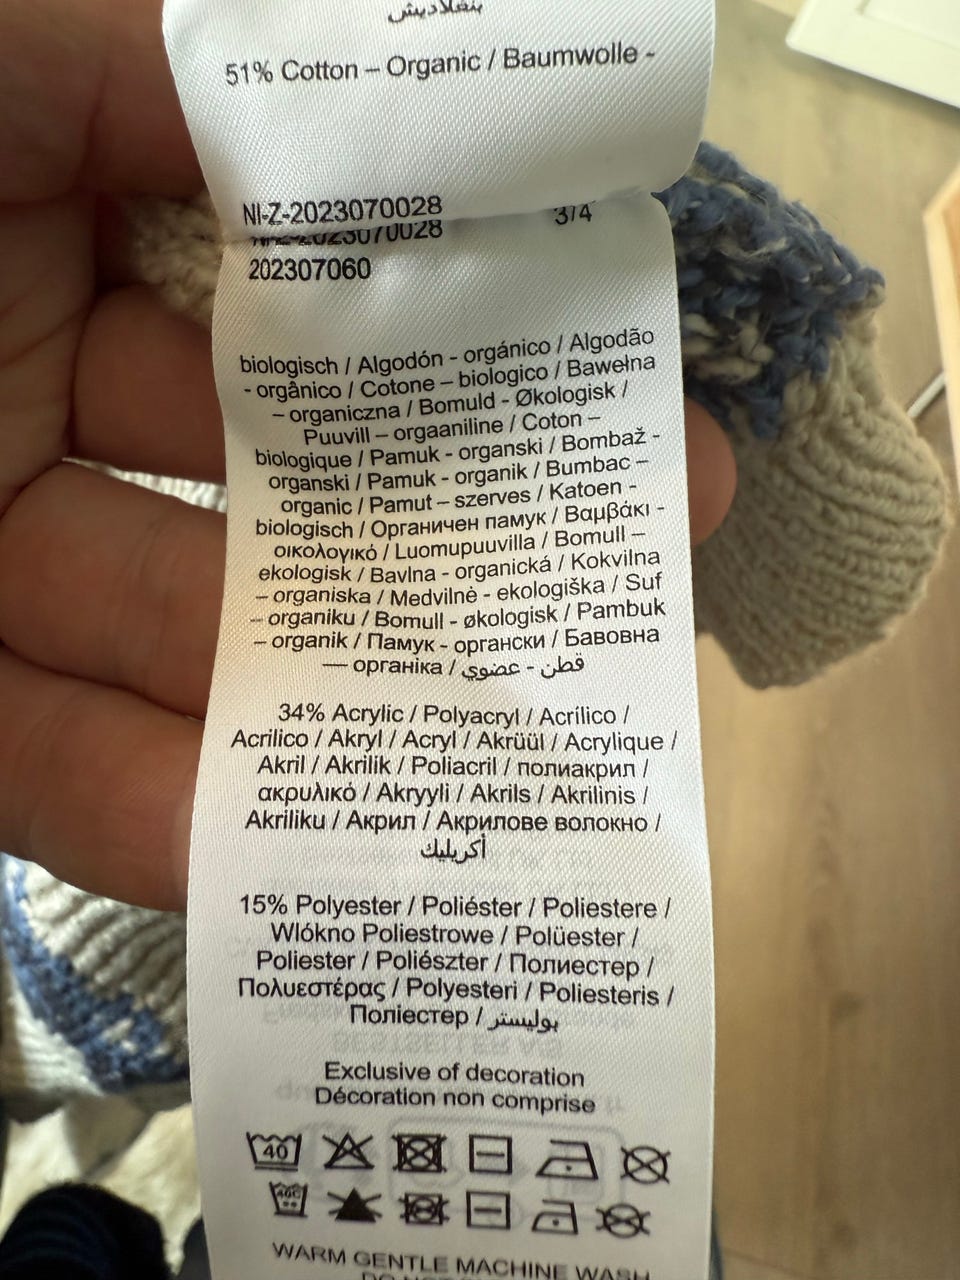 بنغلاديش
51% Cotton – Organic / Baumwolle -
NI-Z-2023070028
NI-Z-2023070028 3/4
202307060
biologisch / Algodón - orgánico / Algodão
- orgânico / Cotone – biologico / Bawełna
– organiczna / Bomuld - Økologisk /
Puuvill – orgaaniline / Coton –
biologique / Pamuk - organski / Bombaž -
organski / Pamuk - organik / Bumbac –
organic / Pamut – szerves / Katoen -
biologisch / Органичен памук / Βαμβάκι -
οικολογικό / Luomupuuvilla / Bomull –
ekologisk / Bavlna - organická / Kokvilna
– organiska / Medvilnė - ekologiška / Suf
– organiku / Bomull - økologisk / Pambuk
– organik / Памук - органски / Бавовна
— органіка / قطن - عضوي
34% Acrylic / Polyacryl / Acrílico /
Acrilico / Akryl / Acryl / Akrüül / Acrylique /
Akril / Akrilik / Poliacril / полиакрил /
ακρυλικό / Akryyli / Akrils / Akrilinis /
Akriliku / Акрил / Акрилове волокно /
أكريليك
15% Polyester / Poliéster / Poliestere /
Wlókno Poliestrowe / Polüester /
Poliester / Poliészter / Полиестер /
Πολυεστέρας / Polyesteri / Poliesteris /
Поліестер / بوليستر
Exclusive of decoration
Décoration non comprise
40
40C
WARM GENTLE MACHINE WASH